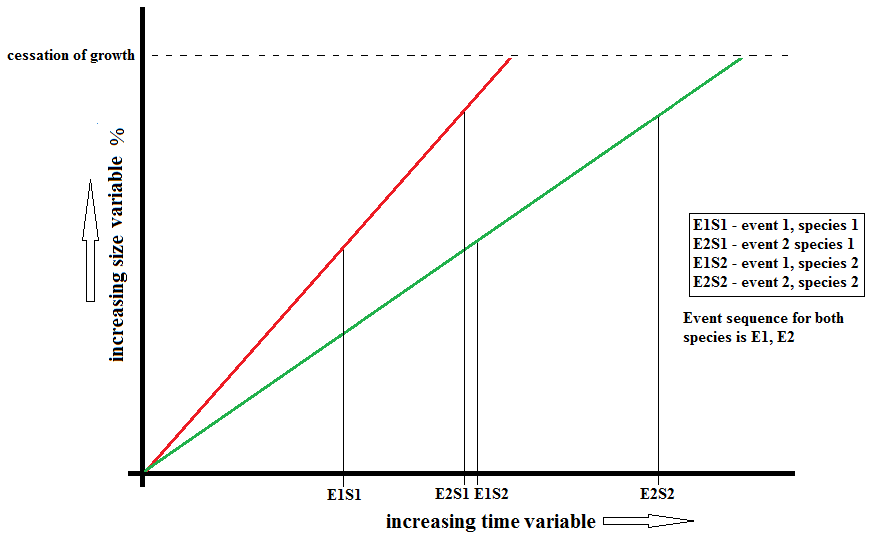 cessation of growth
increasing size variable %
E1S1 - event 1, species 1
E2S1 - event 2 species 1
E1S2 - event 1, species 2
E2S2 - event 2, species 2
Event sequence for both
species is E1, E2
E1S1 E2S1 E1S2 E2S2
increasing time variable